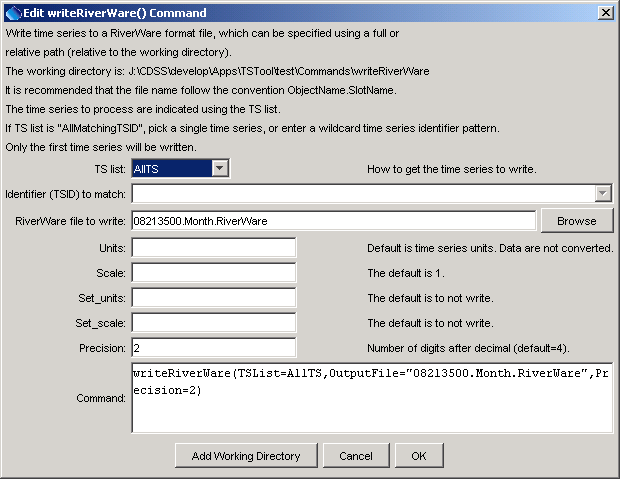 Edit writeRiverWare() Command
Write time series to a RiverWare format file, which can be specified using a full or
relative path (relative to the working directory).
The working directory is: J:\CDSS\develop\Apps\TSTool\test\Commands\writeRiverWare
It is recommended that the file name follow the convention ObjectName.SlotName.
The time series to process are indicated using the TS list.
If TS list is "AllMatchingTSID", pick a single time series, or enter a wildcard time series identifier pattern.
Only the first time series will be written.
TS list: AllTS How to get the time series to write.
Identifier (TSID) to match:
RiverWare file to write: 08213500.Month.RiverWare Browse
Units: Default is time series units. Data are not converted.
Scale: The default is 1.
Set_units: The default is to not write.
Set_scale: The default is to not write.
Precision: 2 Number of digits after decimal (default=4).
Command: writeRiverWare(TSList=AllTS,OutputFile="08213500.Month.RiverWare",Pr
ecision=2)
Add Working Directory Cancel OK